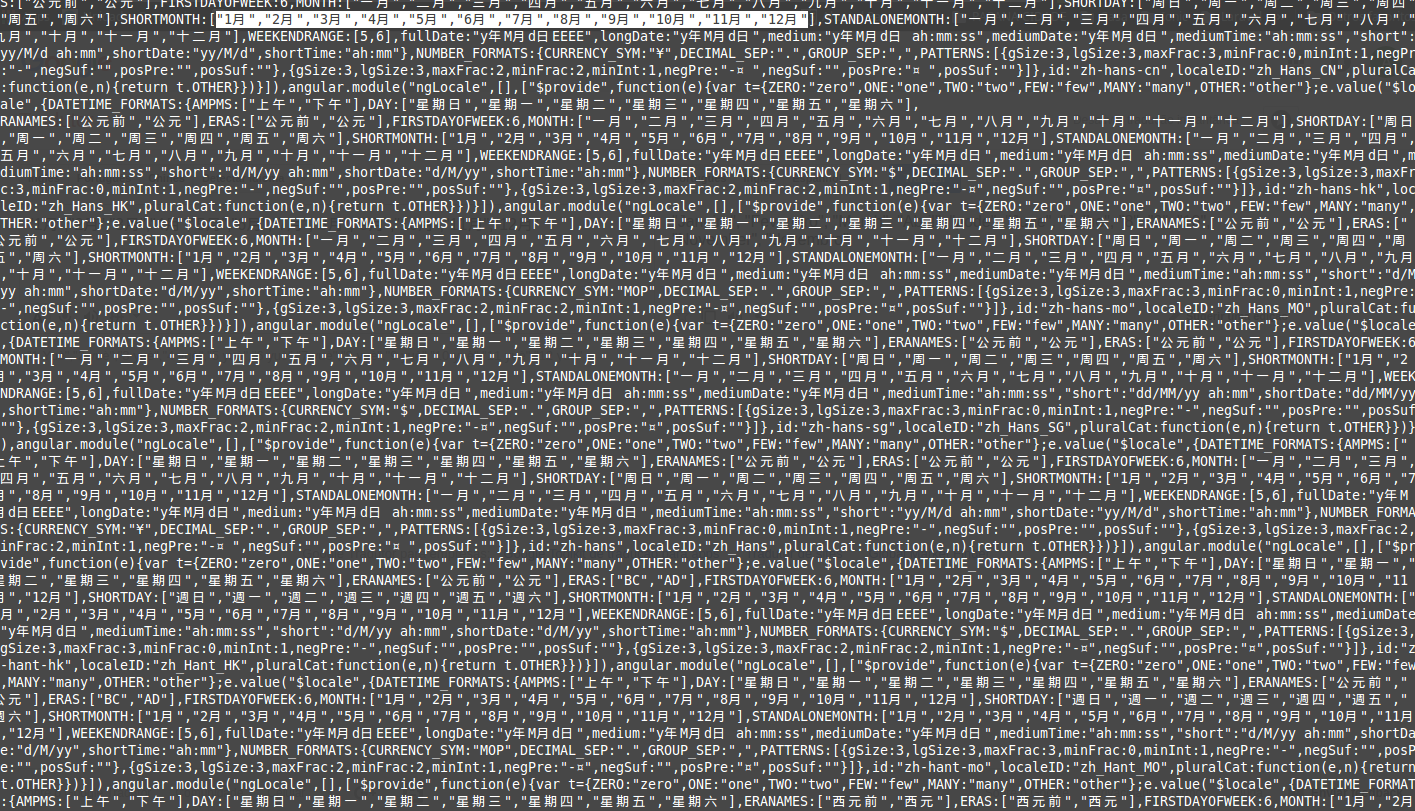 S:["公元前","公元"],FIRSTDAYOFWEEK:6,MONTH:["一月","二月","三月","四月","五月","六月","七月","八月","九月","十月","十一月","十二月"],SHORTDAY:["周日","周一","周二","周三","周四
"周五","周六"],SHORTMONTH:["1月","2月","3月","4月","5月","6月","7月","8月","9月","10月","11月","12月"],STANDALONEMONTH:["一月","二月","三月","四月","五月","六月","七月","八月",
九月","十月","十一月","十二月"],WEEKENDRANGE:[5,6],fullDate:"y年M月d日EEEE",longDate:"y年M月d日",medium:"y年M月d日 ah:mm:ss",mediumDate:"y年M月d日",mediumTime:"ah:mm:ss","short":
yy/M/d ah:mm",shortDate:"yy/M/d",shortTime:"ah:mm"},NUMBER_FORMATS:{CURRENCY_SYM:"¥",DECIMAL_SEP:".",GROUP_SEP:",",PATTERNS:[{gSize:3,lgSize:3,maxFrac:3,minFrac:0,minInt:1,negPr
:"-",negSuf:"",posPre:"",posSuf:""},{gSize:3,lgSize:3,maxFrac:2,minFrac:2,minInt:1,negPre:"-¤ ",negSuf:"",posPre:"¤ ",posSuf:""}]},id:"zh-hans-cn",localeID:"zh_Hans_CN",pluralCa
:function(e,n){return t.OTHER}})}]),angular.module("ngLocale",[],["$provide",function(e){var t={ZERO:"zero",ONE:"one",TWO:"two",FEW:"few",MANY:"many",OTHER:"other"};e.value("$lo
ale",{DATETIME_FORMATS:{AMPMS:["上午","下午"],DAY:["星期日","星期一","星期二","星期三","星期四","星期五","星期六"],
ERANAMES:["公元前","公元"],ERAS:["公元前","公元"],FIRSTDAYOFWEEK:6,MONTH:["一月","二月","三月","四月","五月","六月","七月","八月","九月","十月","十一月","十二月"],SHORTDAY:["周日
,"周一","周二","周三","周四","周五","周六"],SHORTMONTH:["1月","2月","3月","4月","5月","6月","7月","8月","9月","10月","11月","12月"],STANDALONEMONTH:["一月","二月","三月","四月",
五月","六月","七月","八月","九月","十月","十一月","十二月"],WEEKENDRANGE:[5,6],fullDate:"y年M月d日EEEE",longDate:"y年M月d日",medium:"y年M月d日 ah:mm:ss",mediumDate:"y年M月d日",m
diumTime:"ah:mm:ss","short":"d/M/yy ah:mm",shortDate:"d/M/yy",shortTime:"ah:mm"},NUMBER_FORMATS:{CURRENCY_SYM:"$",DECIMAL_SEP:".",GROUP_SEP:",",PATTERNS:[{gSize:3,lgSize:3,maxFra
c:3,minFrac:0,minInt:1,negPre:"-",negSuf:"",posPre:"",posSuf:""},{gSize:3,lgSize:3,maxFrac:2,minFrac:2,minInt:1,negPre:"-¤",negSuf:"",posPre:"¤",posSuf:""}]},id:"zh-hans-hk",loc
leID:"zh_Hans_HK",pluralCat:function(e,n){return t.OTHER}})}]),angular.module("ngLocale",[],["$provide",function(e){var t={ZERO:"zero",ONE:"one",TWO:"two",FEW:"few",MANY:"many",
THER:"other"};e.value("$locale",{DATETIME_FORMATS:{AMPMS:["上午","下午"],DAY:["星期日","星期一","星期二","星期三","星期四","星期五","星期六"],ERANAMES:["公元前","公元"],ERAS:["
公元前","公元"],FIRSTDAYOFWEEK:6,MONTH:["一月","二月","三月","四月","五月","六月","七月","八月","九月","十月","十一月","十二月"],SHORTDAY:["周日","周一","周二","周三","周四","周
五","周六"],SHORTMONTH:["1月","2月","3月","4月","5月","6月","7月","8月","9月","10月","11月","12月"],STANDALONEMONTH:["一月","二月","三月","四月","五月","六月","七月","八月","九月
,"十月","十一月","十二月"],WEEKENDRANGE:[5,6],fullDate:"y年M月d日EEEE",longDate:"y年M月d日",medium:"y年M月d日 ah:mm:ss",mediumDate:"y年M月d日",mediumTime:"ah:mm:ss","short":"d/M
yy ah:mm",shortDate:"d/M/yy",shortTime:"ah:mm"},NUMBER_FORMATS:{CURRENCY_SYM:"MOP",DECIMAL_SEP:".",GROUP_SEP:",",PATTERNS:[{gSize:3,lgSize:3,maxFrac:3,minFrac:0,minInt:1,negPre:
-",negSuf:"",posPre:"",posSuf:""},{gSize:3,lgSize:3,maxFrac:2,minFrac:2,minInt:1,negPre:"-¤",negSuf:"",posPre:"¤",posSuf:""}]},id:"zh-hans-mo",localeID:"zh_Hans_MO",pluralCat:fu
ction(e,n){return t.OTHER}})}]),angular.module("ngLocale",[],["$provide",function(e){var t={ZERO:"zero",ONE:"one",TWO:"two",FEW:"few",MANY:"many",OTHER:"other"};e.value("$locale
,{DATETIME_FORMATS:{AMPMS:["上午","下午"],DAY:["星期日","星期一","星期二","星期三","星期四","星期五","星期六"],ERANAMES:["公元前","公元"],ERAS:["公元前","公元"],FIRSTDAYOFWEEK:6
MONTH:["一月","二月","三月","四月","五月","六月","七月","八月","九月","十月","十一月","十二月"],SHORTDAY:["周日","周一","周二","周三","周四","周五","周六"],SHORTMONTH:["1月","2
月","3月","4月","5月","6月","7月","8月","9月","10月","11月","12月"],STANDALONEMONTH:["一月","二月","三月","四月","五月","六月","七月","八月","九月","十月","十一月","十二月"],WEEK
NDRANGE:[5,6],fullDate:"y年M月d日EEEE",longDate:"y年M月d日",medium:"y年M月d日 ah:mm:ss",mediumDate:"y年M月d日",mediumTime:"ah:mm:ss","short":"dd/MM/yy ah:mm",shortDate:"dd/MM/yy
,shortTime:"ah:mm"},NUMBER_FORMATS:{CURRENCY_SYM:"$",DECIMAL_SEP:".",GROUP_SEP:",",PATTERNS:[{gSize:3,lgSize:3,maxFrac:3,minFrac:0,minInt:1,negPre:"-",negSuf:"",posPre:"",posSuf
""},{gSize:3,lgSize:3,maxFrac:2,minFrac:2,minInt:1,negPre:"-¤",negSuf:"",posPre:"¤",posSuf:""}]},id:"zh-hans-sg",localeID:"zh_Hans_SG",pluralCat:function(e,n){return t.OTHER}})}
),angular.module("ngLocale",[],["$provide",function(e){var t={ZERO:"zero",ONE:"one",TWO:"two",FEW:"few",MANY:"many",OTHER:"other"};e.value("$locale",{DATETIME_FORMATS:{AMPMS:["
上午","下午"],DAY:["星期日","星期一","星期二","星期三","星期四","星期五","星期六"],ERANAMES:["公元前","公元"],ERAS:["公元前","公元"],FIRSTDAYOFWEEK:6,MONTH:["一月","二月","三月",
四月","五月","六月","七月","八月","九月","十月","十一月","十二月"],SHORTDAY:["周日","周一","周二","周三","周四","周五","周六"],SHORTMONTH:["1月","2月","3月","4月","5月","6月","7
月","8月","9月","10月","11月","12月"],STANDALONEMONTH:["一月","二月","三月","四月","五月","六月","七月","八月","九月","十月","十一月","十二月"],WEEKENDRANGE:[5,6],fullDate:"y年M
月d日EEEE",longDate:"y年M月d日",medium:"y年M月d日 ah:mm:ss",mediumDate:"y年M月d日",mediumTime:"ah:mm:ss","short":"yy/M/d ah:mm",shortDate:"yy/M/d",shortTime:"ah:mm"},NUMBER_FORMA
S:{CURRENCY_SYM:"¥",DECIMAL_SEP:".",GROUP_SEP:",",PATTERNS:[{gSize:3,lgSize:3,maxFrac:3,minFrac:0,minInt:1,negPre:"-",negSuf:"",posPre:"",posSuf:""},{gSize:3,lgSize:3,maxFrac:2,
inFrac:2,minInt:1,negPre:"-¤ ",negSuf:"",posPre:"¤ ",posSuf:""}]},id:"zh-hans",localeID:"zh_Hans",pluralCat:function(e,n){return t.OTHER}})}]),angular.module("ngLocale",[],["$pr
vide",function(e){var t={ZERO:"zero",ONE:"one",TWO:"two",FEW:"few",MANY:"many",OTHER:"other"};e.value("$locale",{DATETIME_FORMATS:{AMPMS:["上午","下午"],DAY:["星期日","星期一","
星期二","星期三","星期四","星期五","星期六"],ERANAMES:["公元前","公元"],ERAS:["BC","AD"],FIRSTDAYOFWEEK:6,MONTH:["1月","2月","3月","4月","5月","6月","7月","8月","9月","10月","11
月","12月"],SHORTDAY:["週日","週一","週二","週三","週四","週五","週六"],SHORTMONTH:["1月","2月","3月","4月","5月","6月","7月","8月","9月","10月","11月","12月"],STANDALONEMONTH:["
月","2月","3月","4月","5月","6月","7月","8月","9月","10月","11月","12月"],WEEKENDRANGE:[5,6],fullDate:"y年M月d日EEEE",longDate:"y年M月d日",medium:"y年M月d日 ah:mm:ss",mediumDate
"y年M月d日",mediumTime:"ah:mm:ss","short":"d/M/yy ah:mm",shortDate:"d/M/yy",shortTime:"ah:mm"},NUMBER_FORMATS:{CURRENCY_SYM:"$",DECIMAL_SEP:".",GROUP_SEP:",",PATTERNS:[{gSize:3,
gSize:3,maxFrac:3,minFrac:0,minInt:1,negPre:"-",negSuf:"",posPre:"",posSuf:""},{gSize:3,lgSize:3,maxFrac:2,minFrac:2,minInt:1,negPre:"-¤",negSuf:"",posPre:"¤",posSuf:""}]},id:"z
-hant-hk",localeID:"zh_Hant_HK",pluralCat:function(e,n){return t.OTHER}})}]),angular.module("ngLocale",[],["$provide",function(e){var t={ZERO:"zero",ONE:"one",TWO:"two",FEW:"few
,MANY:"many",OTHER:"other"};e.value("$locale",{DATETIME_FORMATS:{AMPMS:["上午","下午"],DAY:["星期日","星期一","星期二","星期三","星期四","星期五","星期六"],ERANAMES:["公元前","
公元"],ERAS:["BC","AD"],FIRSTDAYOFWEEK:6,MONTH:["1月","2月","3月","4月","5月","6月","7月","8月","9月","10月","11月","12月"],SHORTDAY:["週日","週一","週二","週三","週四","週五","
週六"],SHORTMONTH:["1月","2月","3月","4月","5月","6月","7月","8月","9月","10月","11月","12月"],STANDALONEMONTH:["1月","2月","3月","4月","5月","6月","7月","8月","9月","10月","11月
,"12月"],WEEKENDRANGE:[5,6],fullDate:"y年M月d日EEEE",longDate:"y年M月d日",medium:"y年M月d日 ah:mm:ss",mediumDate:"y年M月d日",mediumTime:"ah:mm:ss","short":"d/M/yy ah:mm",shortDa
e:"d/M/yy",shortTime:"ah:mm"},NUMBER_FORMATS:{CURRENCY_SYM:"MOP",DECIMAL_SEP:".",GROUP_SEP:",",PATTERNS:[{gSize:3,lgSize:3,maxFrac:3,minFrac:0,minInt:1,negPre:"-",negSuf:"",posP
e:"",posSuf:""},{gSize:3,lgSize:3,maxFrac:2,minFrac:2,minInt:1,negPre:"-¤",negSuf:"",posPre:"¤",posSuf:""}]},id:"zh-hant-mo",localeID:"zh_Hant_MO",pluralCat:function(e,n){return
t.OTHER}})}]),angular.module("ngLocale",[],["$provide",function(e){var t={ZERO:"zero",ONE:"one",TWO:"two",FEW:"few",MANY:"many",OTHER:"other"};e.value("$locale",{DATETIME_FORMAT
:{AMPMS:["上午","下午"],DAY:["星期日","星期一","星期二","星期三","星期四","星期五","星期六"],ERANAMES:["西元前","西元"],ERAS:["西元前","西元"],FIRSTDAYOFWEEK:6,MONTH:["1月","2月